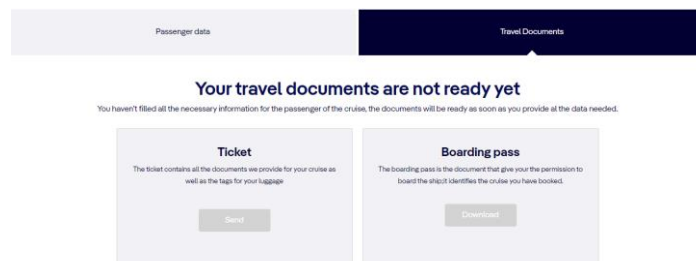 Passenger data
Travel Documents
Your travel documents are not ready yet
You haven't filled all the necessary information for the passenger of the cruise, the documents will be ready as soon as you provide al the data needed.
Ticket
The ticket contains all the documents we provide for your cruise as
well as the tags for your luggage
Send
Boarding pass
The boarding pass is the document that give your the permission to
board the ship;it identifies the cruise you have booked.
Download